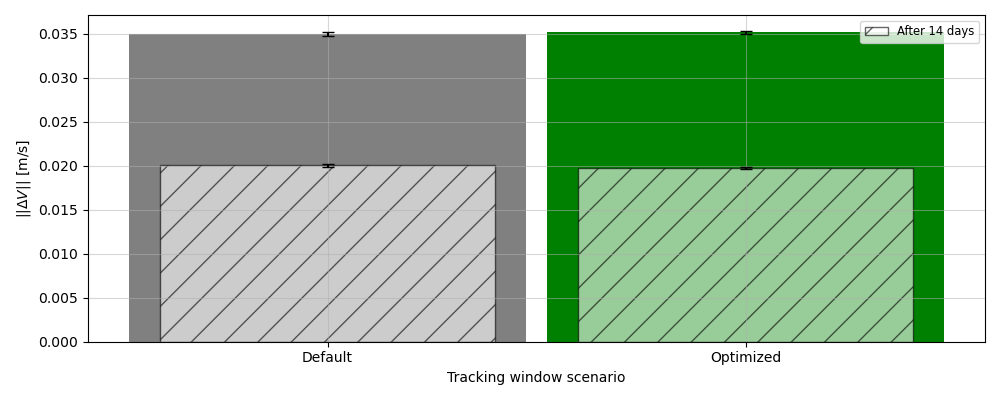 0.035
0.030
0.025
0.020
0.015
0.010
0.005
0.000
||ΔV|| [m/s]
After 14 days
Default
Optimized
Tracking window scenario